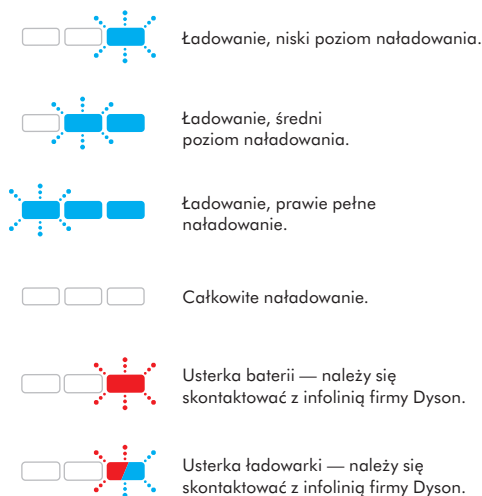 Ładowanie, niski poziom naładowania.
Ładowanie, średni
poziom naładowania.
Ładowanie, prawie pełne
naładowanie.
Całkowite naładowanie.
Usterka baterii — należy się
skontaktować z infolinią firmy Dyson.
Usterka ładowarki — należy się
skontaktować z infolinią firmy Dyson.